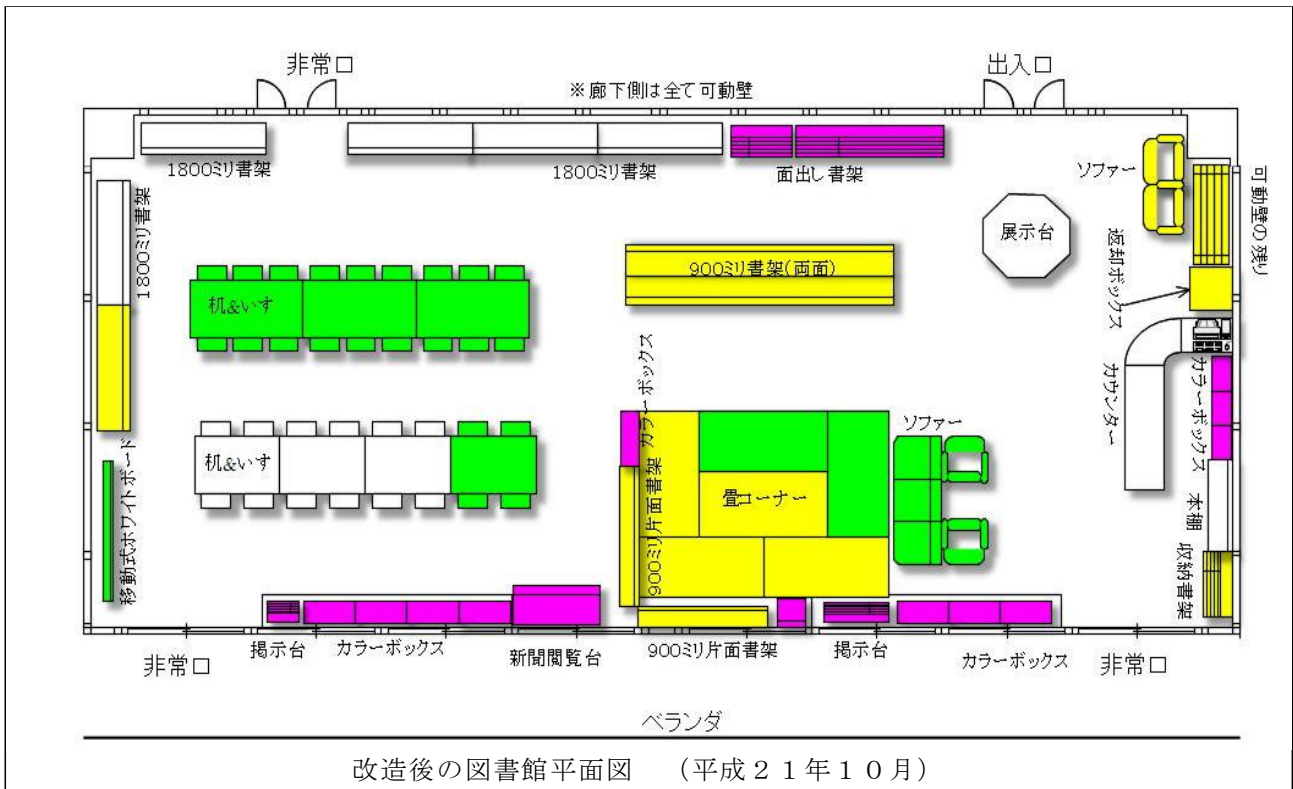 非常口
出入口
※廊下側は全て可動壁
1800ミリ書架
1800ミリ書架
面出し書架
ソファー
可動壁の残り
1800ミリ書架
展示台
返却ボックス
900ミリ書架(両面)
机&いす
カラーボックス
カウンター
カラーボックス
ソファー
机&いす
畳コーナー
移動式ホワイトボード
900ミリ片面書架
本棚
収納書架
非常口
掲示台
カラーボックス
新聞閲覧台
900ミリ片面書架
掲示台
カラーボックス
非常口
ベランダ
改造後の図書館平面図 （平成２１年１０月）